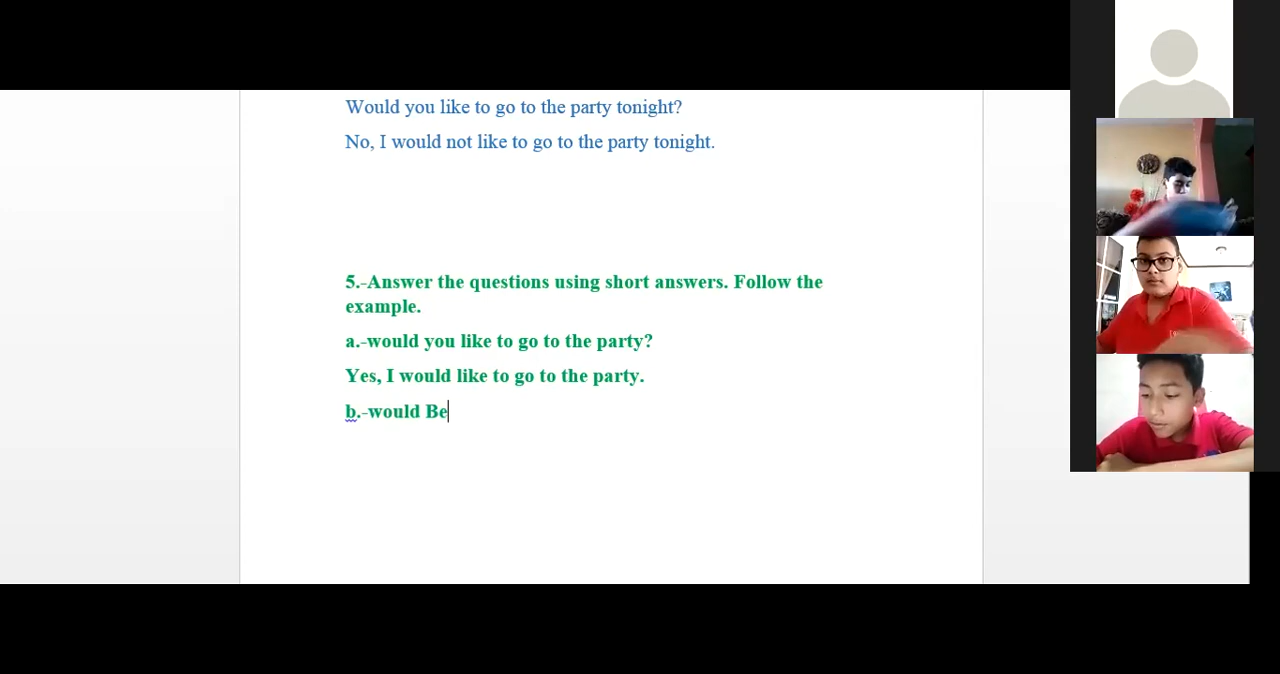 Would you like to go to the party tonight?
No, I would not like to go to the party tonight.
5.-Answer the questions using short answers. Follow the
example.
a.-would you like to go to the party?
Yes, I would like to go to the party.
b.-would Be